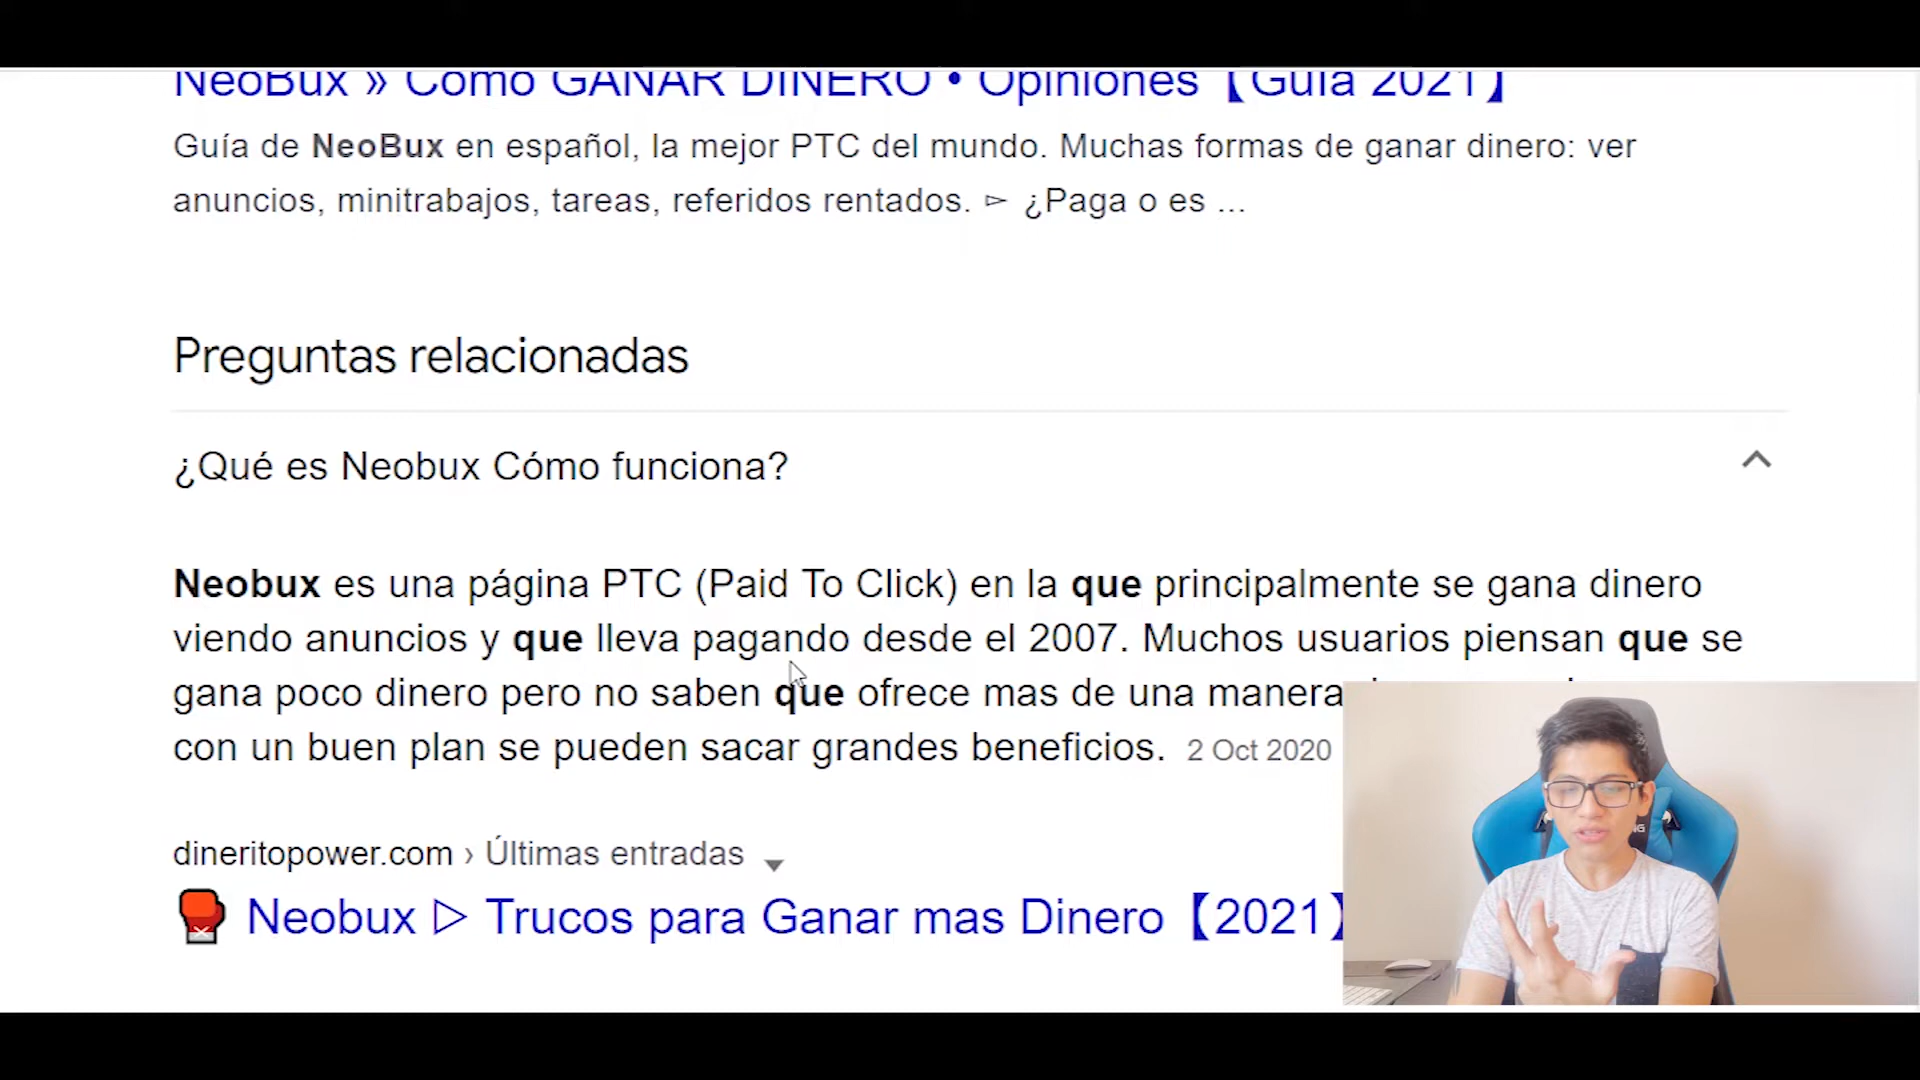 NeoBux » Cómo GANAR DINERO • Opiniones【Guía 2021】
Guía de NeoBux en español, la mejor PTC del mundo. Muchas formas de ganar dinero: ver
anuncios, minitrabajos, tareas, referidos rentados. ▻ ¿Paga o es ...
Preguntas relacionadas
¿Qué es Neobux Cómo funciona?
Neobux es una página PTC (Paid To Click) en la que principalmente se gana dinero
viendo anuncios y que lleva pagando desde el 2007. Muchos usuarios piensan que se
gana poco dinero pero no saben que ofrece mas de una manera
con un buen plan se pueden sacar grandes beneficios. 2 Oct 2020
dineritopower.com › Últimas entradas
Neobux ▷ Trucos para Ganar mas Dinero【2021】